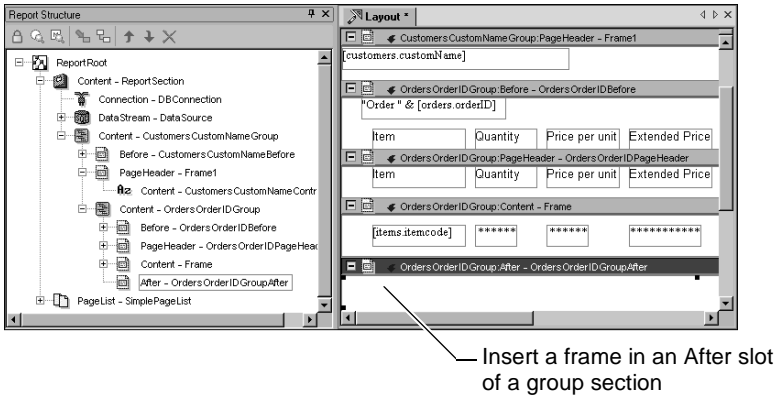 Report Structure
ReportRoot
Content - ReportSection
Connection - DBConnection
DataStream - DataSource
Content - CustomersCustomNameGroup
Before - CustomersCustomNameBefore
PageHeader - Frame1
Az Content - CustomersCustomNameContr
Content - OrdersOrderIDGroup
Before - OrdersOrderIDBefore
PageHeader - OrdersOrderIDPageHead
Content - Frame
After - OrdersOrderIDGroupAfter
PageList - SimplePageList
Layout *
CustomersCustomNameGroup:PageHeader - Frame1
[customers.customName]
OrdersOrderIDGroup:Before - OrdersOrderIDBefore
"Order " & [orders.orderID]
Item Quantity Price per unit Extended Price
OrdersOrderIDGroup:PageHeader - OrdersOrderIDPageHeader
Item Quantity Price per unit Extended Price
OrdersOrderIDGroup:Content - Frame
[items.itemcode] ****** ****** ***********
OrdersOrderIDGroup:After - OrdersOrderIDGroupAfter
Insert a frame in an After slot
of a group section